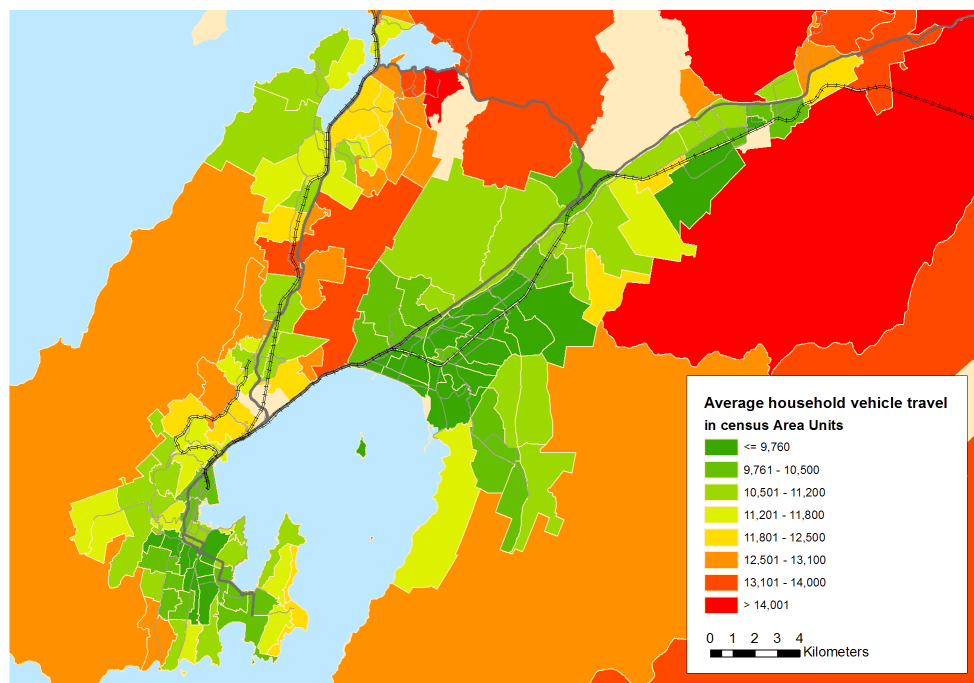 Average household vehicle travel
in census Area Units
<= 9,760
9,761 - 10,500
10,501 - 11,200
11,201 - 11,800
11,801 - 12,500
12,501 - 13,100
13,101 - 14,000
> 14,001
0 1 2 3 4
Kilometers